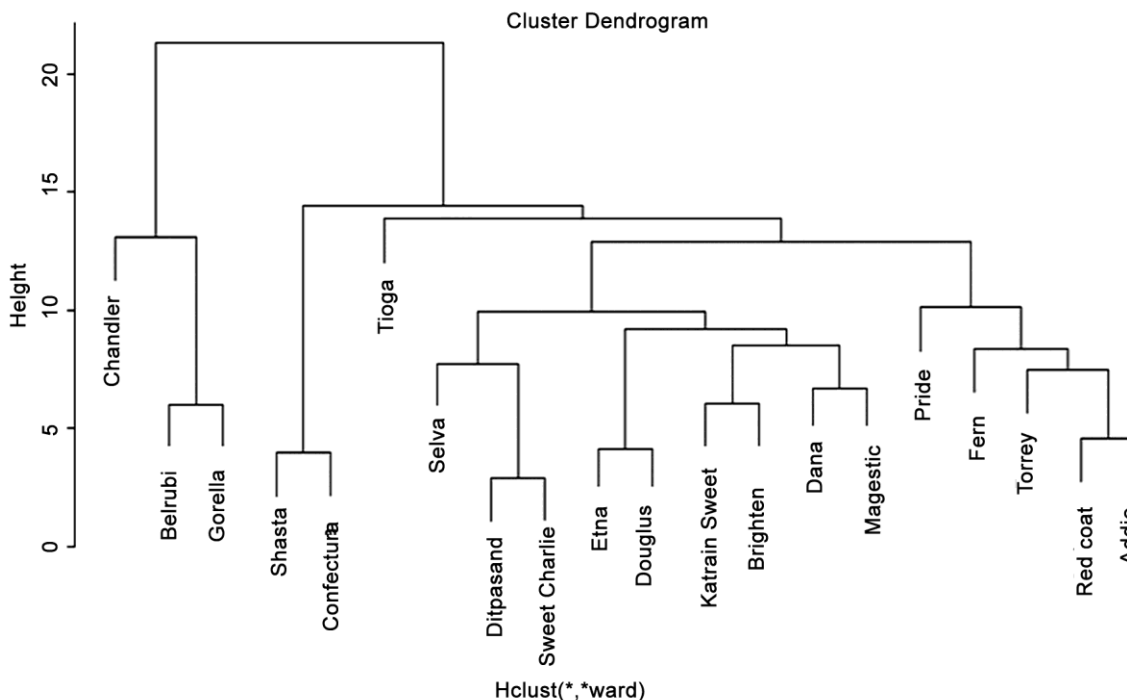 Cluster Dendrogram
Height
20
15
10
5
0
Chandler
Belrubi
Gorella
Shasta
Confectura
Tioga
Selva
Ditpasand
Sweet Charlie
Etna
Douglus
Katrain Sweet
Brighten
Dana
Magestic
Pride
Fern
Torrey
Red coat
Hclust(*,*ward)